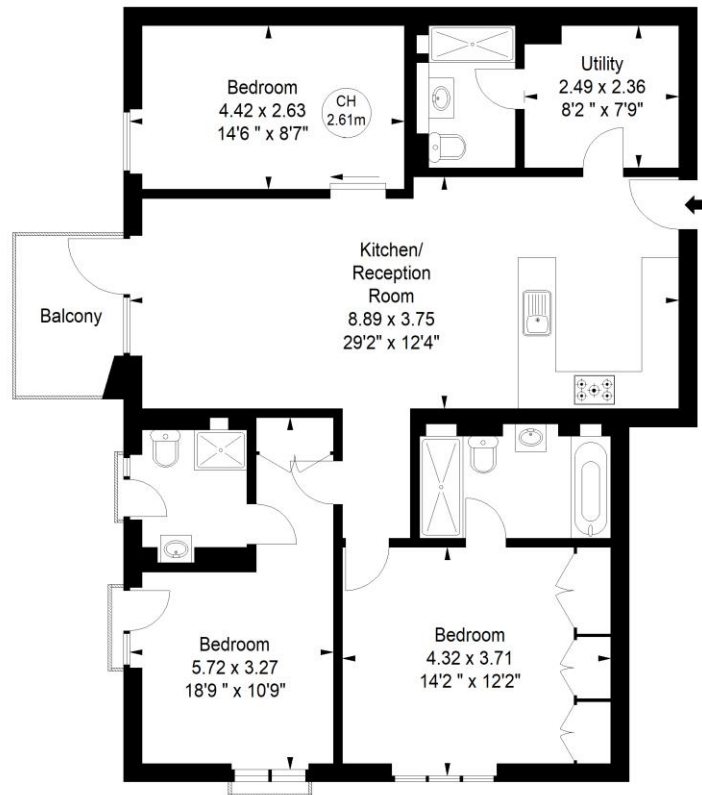 Bedroom
4.42 x 2.63
14'6 " x 8'7"
CH
2.61m
Utility
2.49 x 2.36
8'2 " x 7'9"
Kitchen/
Reception
Room
8.89 x 3.75
29'2" x 12'4"
Balcony
Bedroom
5.72 x 3.27
18'9 " x 10'9"
Bedroom
4.32 x 3.71
14'2 " x 12'2"